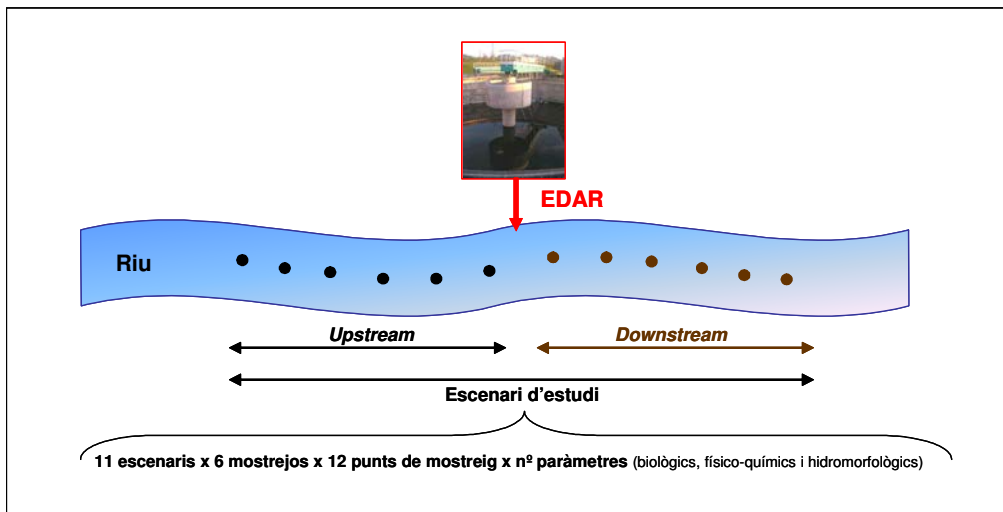 EDAR
Riu
Upstream
Downstream
Escenari d'estudi
11 escenaris x 6 mostrejos x 12 punts de mostreig x nº paràmetres (biològics, físico-químics i hidromorfològics)